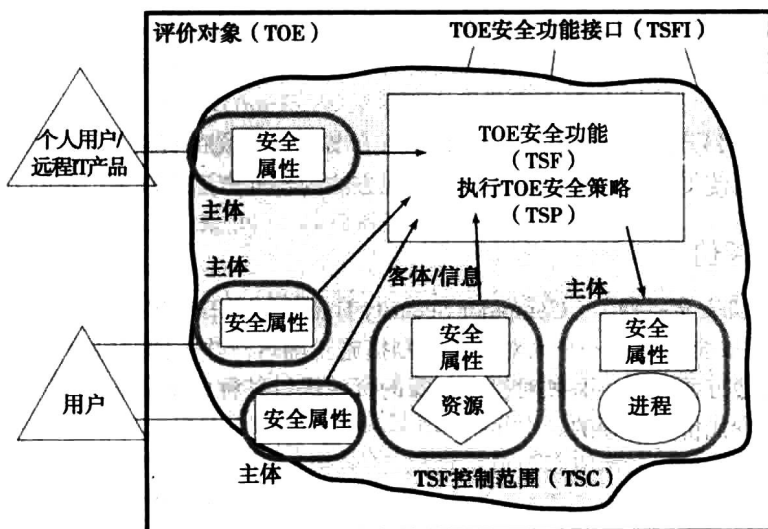 评价对象（TOE）
TOE安全功能接口（TSFI）
个人用户/
远程IT产品
安全
属性
主体
TOE安全功能
（TSF）
执行TOE安全策略
（TSP）
主体
安全属性
客体/信息
安全
属性
资源
主体
安全
属性
进程
用户
安全属性
主体
TSF控制范围（TSC）